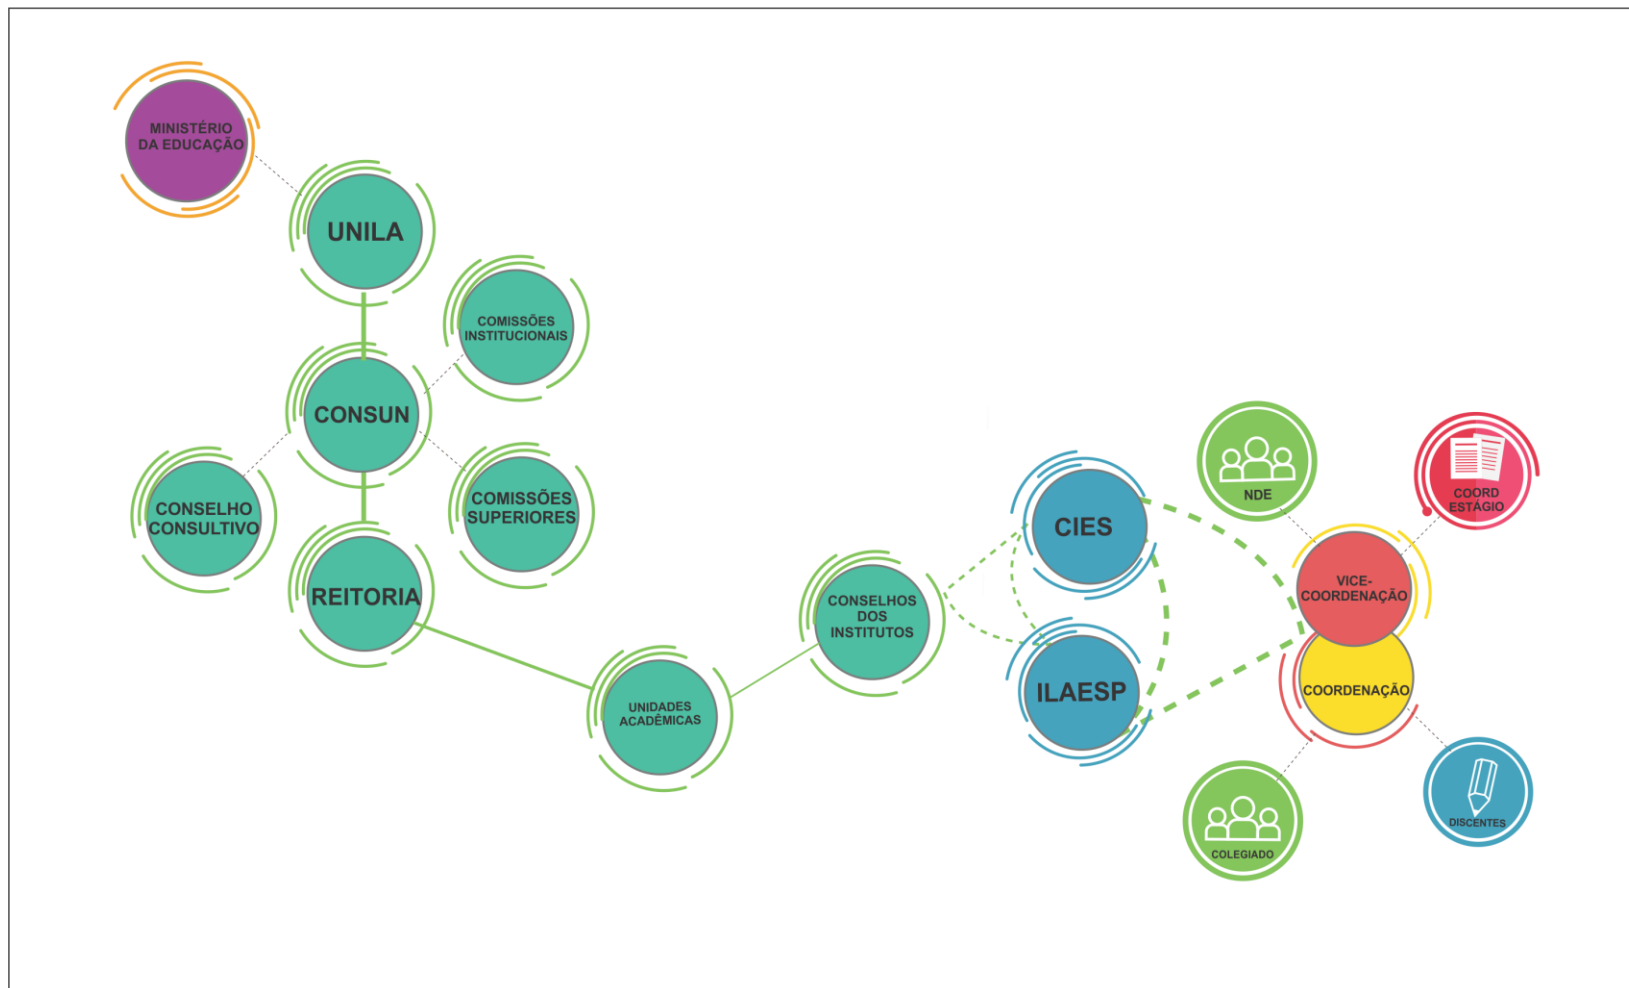 MINISTÉRIO
DA EDUCAÇÃO
UNILA
COMISSÕES
INSTITUCIONAIS
CONSUN
CONSELHO
CONSULTIVO
COMISSÕES
SUPERIORES
REITORIA
UNIDADES
ACADÊMICAS
CONSELHOS
DOS
INSTITUTOS
CIES
ILAESP
NDE
COORD
ESTÁGIO
VICE-
COORDENAÇÃO
COORDENAÇÃO
COLEGIADO
DISCENTES